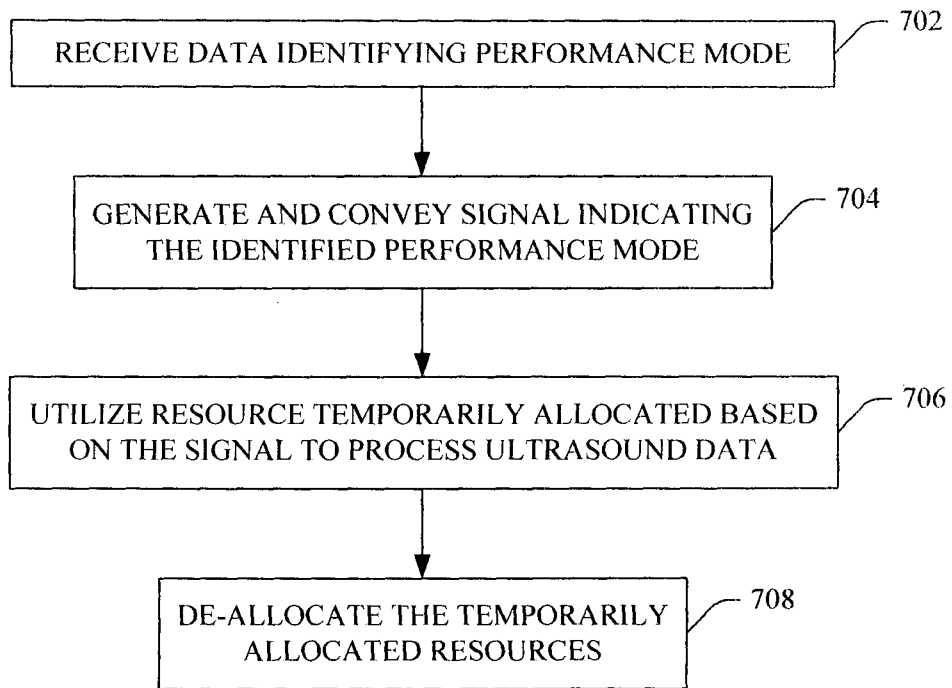 702
RECEIVE DATA IDENTIFYING PERFORMANCE MODE
704
GENERATE AND CONVEY SIGNAL INDICATING
THE IDENTIFIED PERFORMANCE MODE
706
UTILIZE RESOURCE TEMPORARILY ALLOCATED BASED
ON THE SIGNAL TO PROCESS ULTRASOUND DATA
708
DE-ALLOCATE THE TEMPORARILY
ALLOCATED RESOURCES